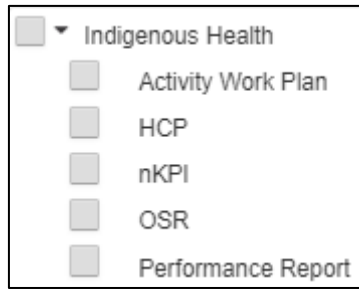 Indigenous Health
Activity Work Plan
HCP
nKPI
OSR
Performance Report